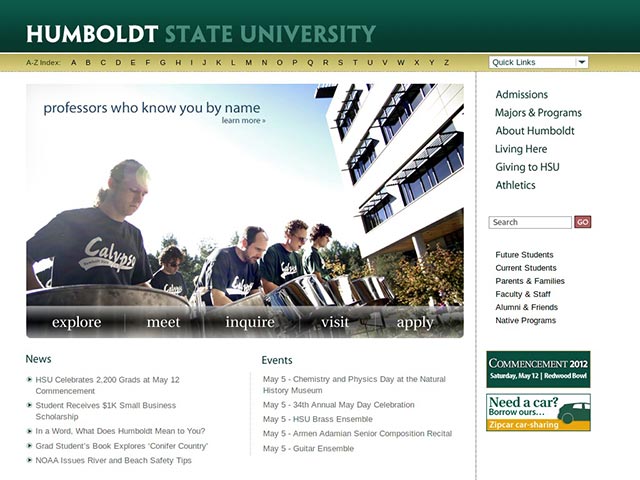 HUMBOLDT STATE UNIVERSITY
A-Z Index: A B C D E F G H I J K L M N O P Q R S T U V W X Y Z
Quick Links
professors who know you by name
learn more »
Calypso
Calypso
explore meet inquire visit apply
Admissions
Majors & Programs
About Humboldt
Living Here
Giving to HSU
Athletics
Search GO
Future Students
Current Students
Parents & Families
Faculty & Staff
Alumni & Friends
Native Programs
COMMENCEMENT 2012
Saturday, May 12 | Redwood Bowl
Need a car?
Borrow ours...
Zipcar car-sharing
News
HSU Celebrates 2,200 Grads at May 12
Commencement
Student Receives $1K Small Business
Scholarship
In a Word, What Does Humboldt Mean to You?
Grad Student's Book Explores ‘Conifer Country’
NOAA Issues River and Beach Safety Tips
Events
May 5 - Chemistry and Physics Day at the Natural
History Museum
May 5 - 34th Annual May Day Celebration
May 5 - HSU Brass Ensemble
May 5 - Armen Adamian Senior Composition Recital
May 5 - Guitar Ensemble